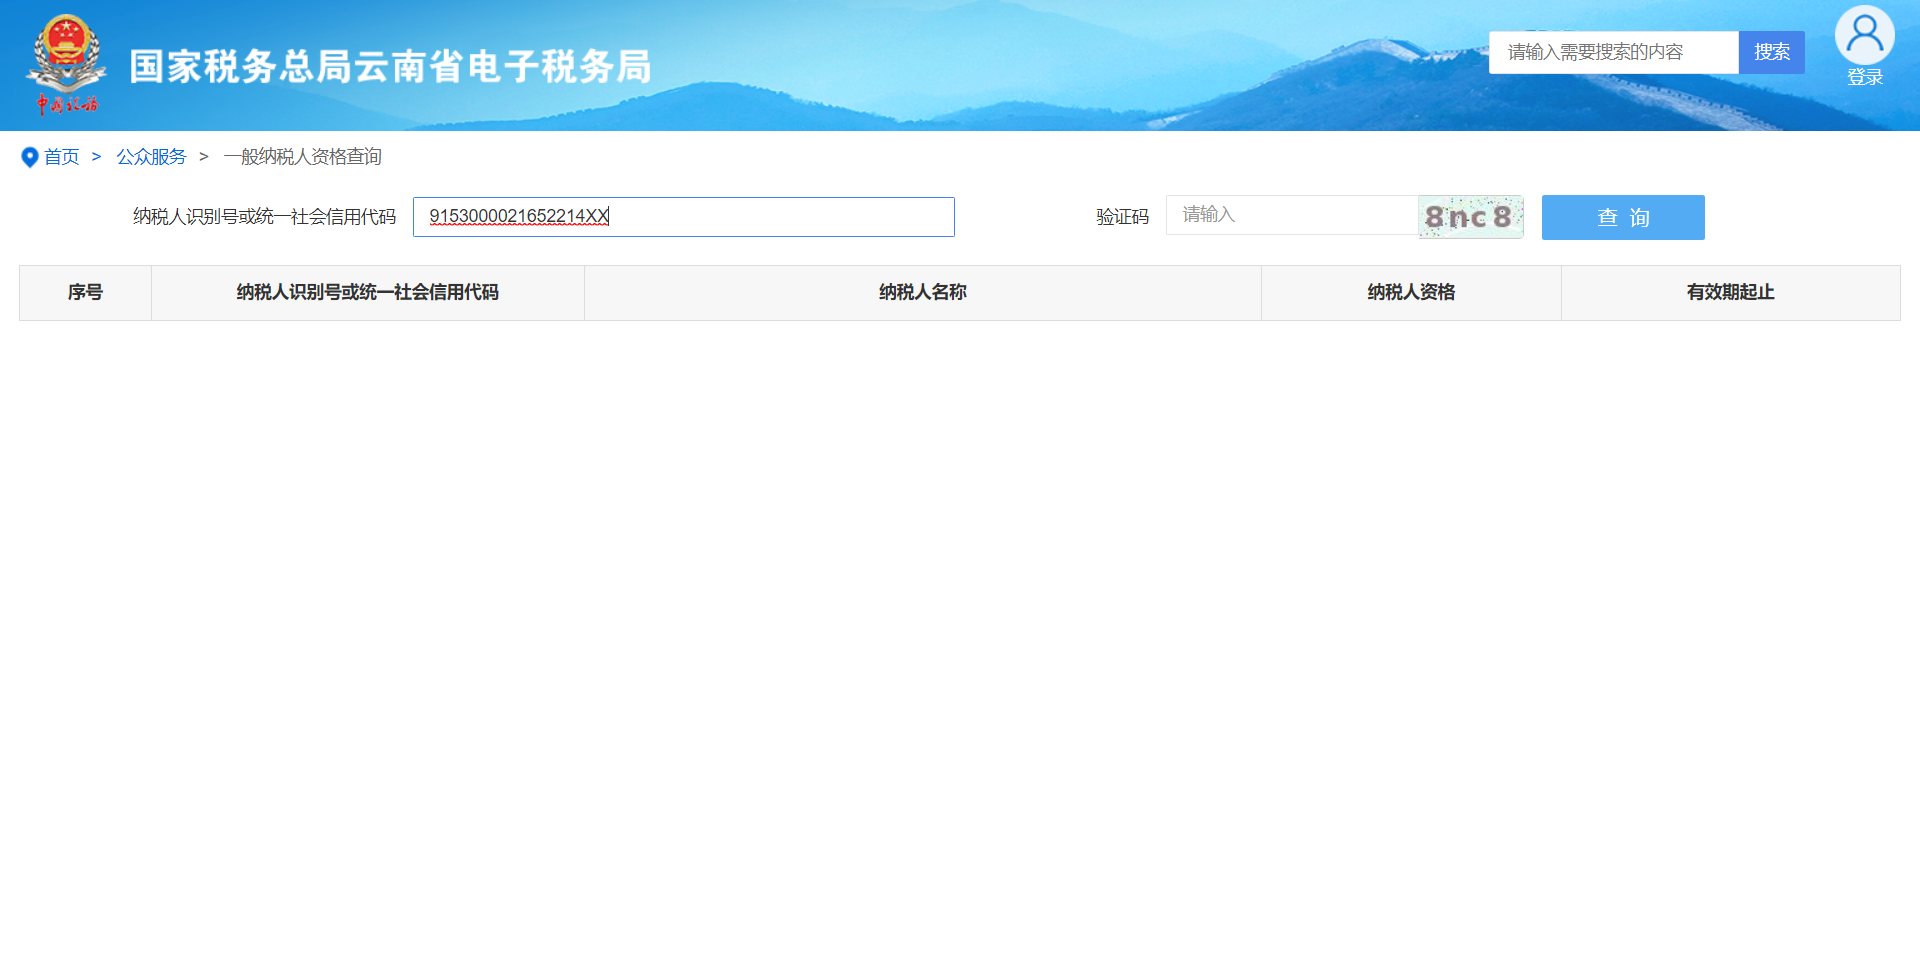 国家税务总局云南省电子税务局
中国税务
请输入需要搜索的内容 搜索
登录
首页 > 公众服务 > 一般纳税人资格查询
纳税人识别号或统一社会信用代码 9153000021652214XX 验证码 请输入 8nc8 查 询
序号 纳税人识别号或统一社会信用代码 纳税人名称 纳税人资格 有效期起止